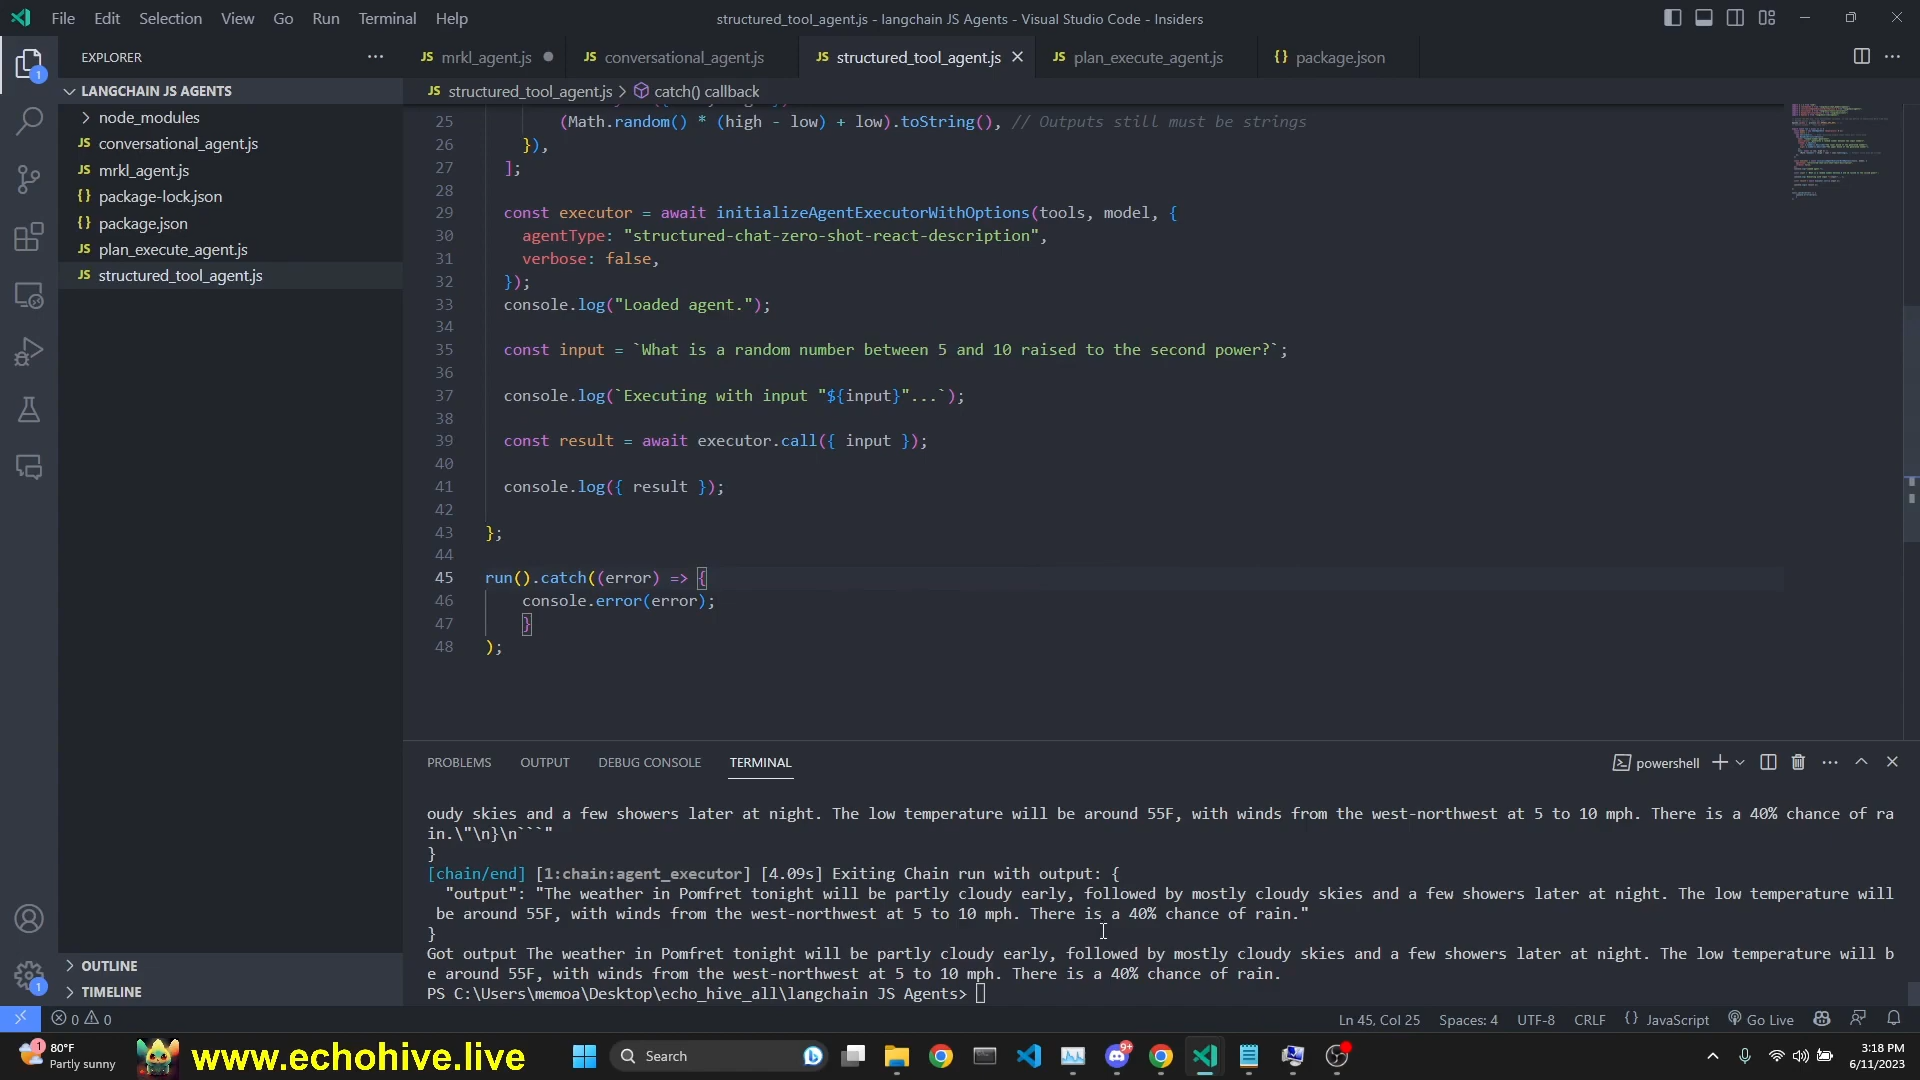 File Edit Selection View Go Run Terminal Help
structured_tool_agent.js - langchain JS Agents - Visual Studio Code - Insiders
EXPLORER
JS mrkl_agent.js
JS conversational_agent.js
JS structured_tool_agent.js
JS plan_execute_agent.js
{} package.json
LANGCHAIN JS AGENTS
JS structured_tool_agent.js > catch() callback
node_modules
JS conversational_agent.js
JS mrkl_agent.js
{} package-lock.json
{} package.json
JS plan_execute_agent.js
JS structured_tool_agent.js
25 (Math.random() * (high - low) + low).toString(), // Outputs still must be strings
26 }),
27 ];
28
29 const executor = await initializeAgentExecutorWithOptions(tools, model, {
30 agentType: "structured-chat-zero-shot-react-description",
31 verbose: false,
32 });
33 console.log("Loaded agent.");
34
35 const input = `What is a random number between 5 and 10 raised to the second power?`;
36
37 console.log(`Executing with input "${input}"...`);
38
39 const result = await executor.call({ input });
40
41 console.log({ result });
42
43 };
44
45 run().catch((error) => {
46 console.error(error);
47 }
48 );
PROBLEMS OUTPUT DEBUG CONSOLE TERMINAL
powershell
oudy skies and a few showers later at night. The low temperature will be around 55F, with winds from the west-northwest at 5 to 10 mph. There is a 40% chance of ra
in.\"\n}\n```"
}
[chain/end] [1:chain:agent_executor] [4.09s] Exiting Chain run with output: {
"output": "The weather in Pomfret tonight will be partly cloudy early, followed by mostly cloudy skies and a few showers later at night. The low temperature will
be around 55F, with winds from the west-northwest at 5 to 10 mph. There is a 40% chance of rain."
}
Got output The weather in Pomfret tonight will be partly cloudy early, followed by mostly cloudy skies and a few showers later at night. The low temperature will b
e around 55F, with winds from the west-northwest at 5 to 10 mph. There is a 40% chance of rain.
PS C:\Users\memoa\Desktop\echo_hive_all\langchain JS Agents>
OUTLINE
TIMELINE
1
1
0 0
Ln 45, Col 25 Spaces: 4 UTF-8 CRLF {} JavaScript Go Live
1
80°F
Partly sunny
www.echohive.live
Search
9+
3:18 PM
6/11/2023